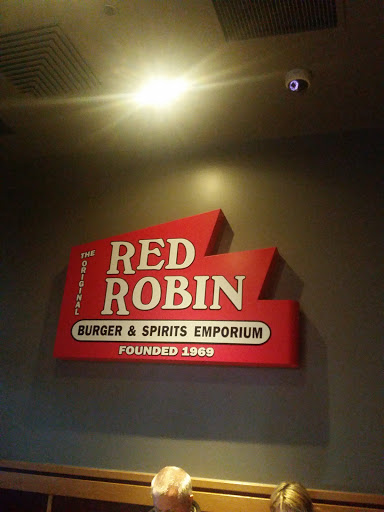 THE ORIGINAL
RED
ROBIN
BURGER & SPIRITS EMPORIUM
FOUNDED 1969